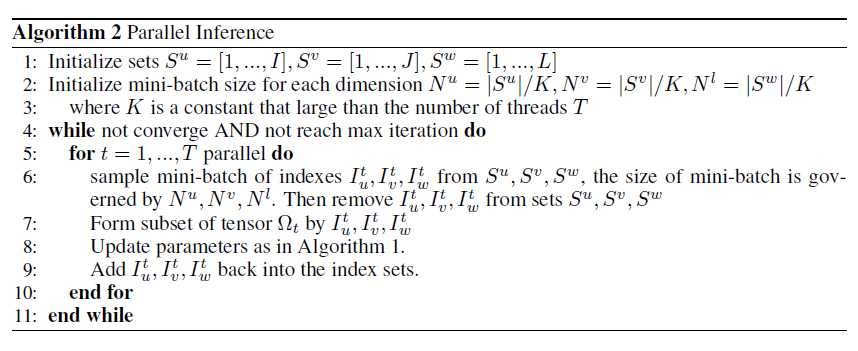 Algorithm 2 Parallel Inference
1: Initialize sets S^u = [1, ..., I], S^v = [1, ..., J], S^w = [1, ..., L]
2: Initialize mini-batch size for each dimension N^u = |S^u|/K, N^v = |S^v|/K, N^l = |S^w|/K
3: where K is a constant that large than the number of threads T
4: while not converge AND not reach max iteration do
5: for t = 1, ..., T parallel do
6: sample mini-batch of indexes I_u^t, I_v^t, I_w^t from S^u, S^v, S^w, the size of mini-batch is gov-
erned by N^u, N^v, N^l. Then remove I_u^t, I_v^t, I_w^t from sets S^u, S^v, S^w
7: Form subset of tensor Ω_t by I_u^t, I_v^t, I_w^t
8: Update parameters as in Algorithm 1.
9: Add I_u^t, I_v^t, I_w^t back into the index sets.
10: end for
11: end while